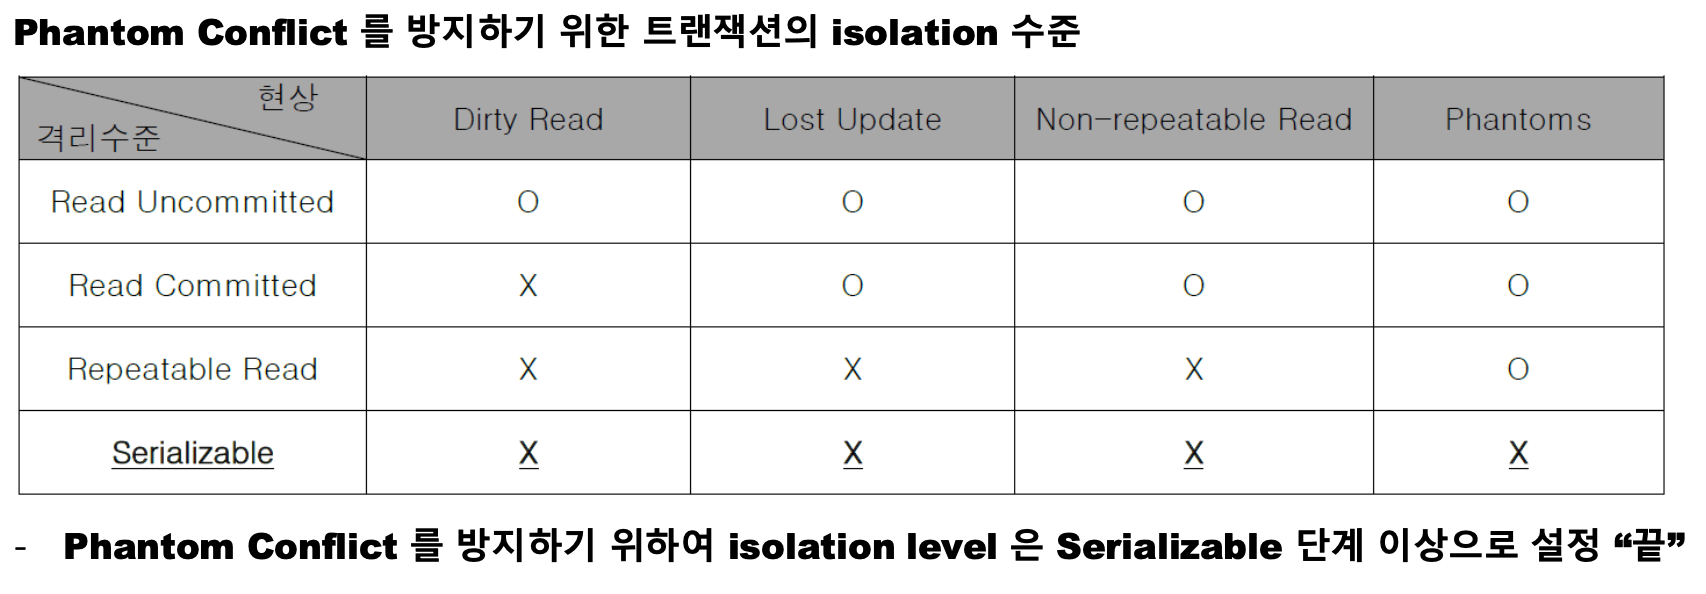 Phantom Conflict 를 방지하기 위한 트랜잭션의 isolation 수준
현상
격리수준
Dirty Read Lost Update Non-repeatable Read Phantoms
Read Uncommitted O O O O
Read Committed X O O O
Repeatable Read X X X O
Serializable X X X X
- Phantom Conflict 를 방지하기 위하여 isolation level 은 Serializable 단계 이상으로 설정 “끝”